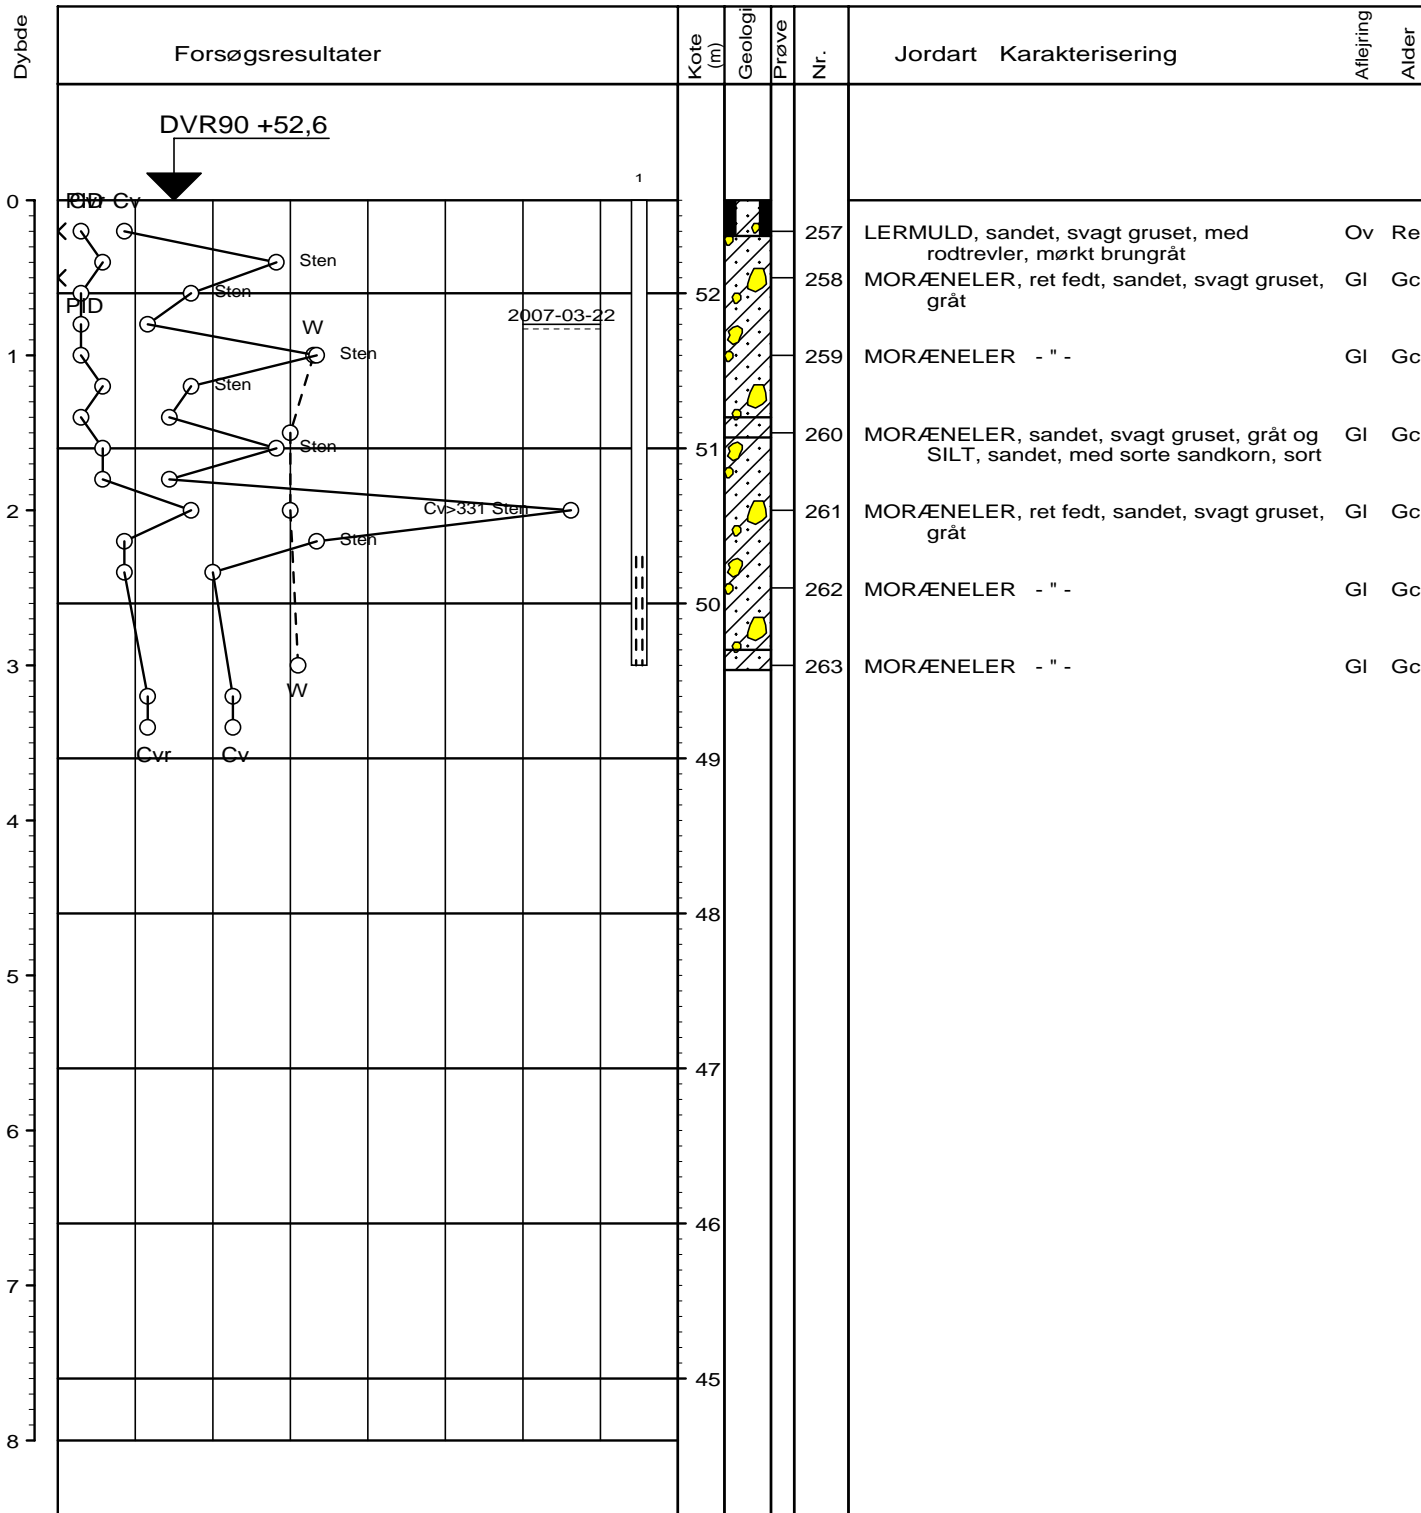 Dybde
Forsøgsresultater
Kote
(m)
Geologi
Prøve
Nr.
Jordart Karakterisering
Aflejring
Alder
DVR90 +52,6
1
0
PID
Cvr
Cv
257
LERMULD, sandet, svagt gruset, med
rodtrevler, mørkt brungråt
Ov Re
Sten
258
MORÆNELER, ret fedt, sandet, svagt gruset,
gråt
Gl Gc
Sten
52
PID
2007-03-22
W
1
Sten
259
MORÆNELER - " -
Gl Gc
Sten
260
MORÆNELER, sandet, svagt gruset, gråt og
SILT, sandet, med sorte sandkorn, sort
Gl Gc
Sten
51
2
Cv>331 Sten
261
MORÆNELER, ret fedt, sandet, svagt gruset,
gråt
Gl Gc
Sten
262
MORÆNELER - " -
Gl Gc
50
3
263
MORÆNELER - " -
Gl Gc
W
Cvr
Cv
49
4
48
5
47
6
46
7
45
8